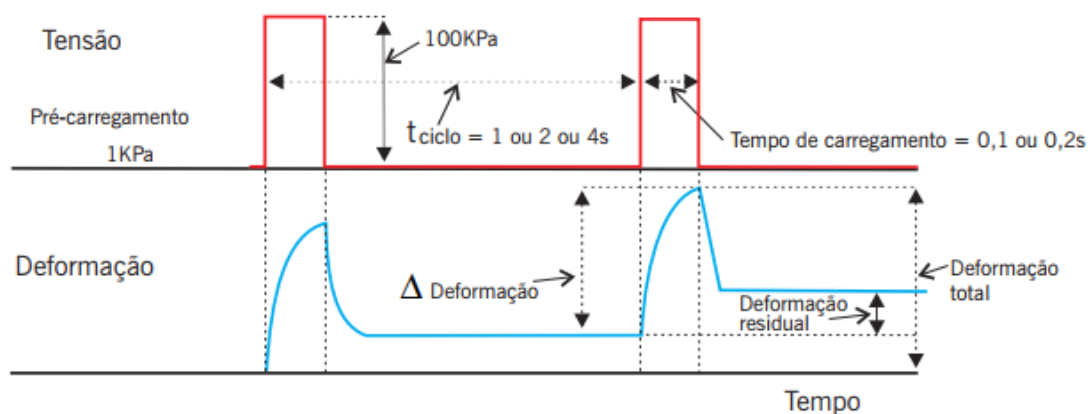 Tensão
100KPa
Pré-carregamento
1KPa
tciclo = 1 ou 2 ou 4s
Tempo de carregamento = 0,1 ou 0,2s
Deformação
Δ Deformação
Deformação
residual
Deformação
total
Tempo